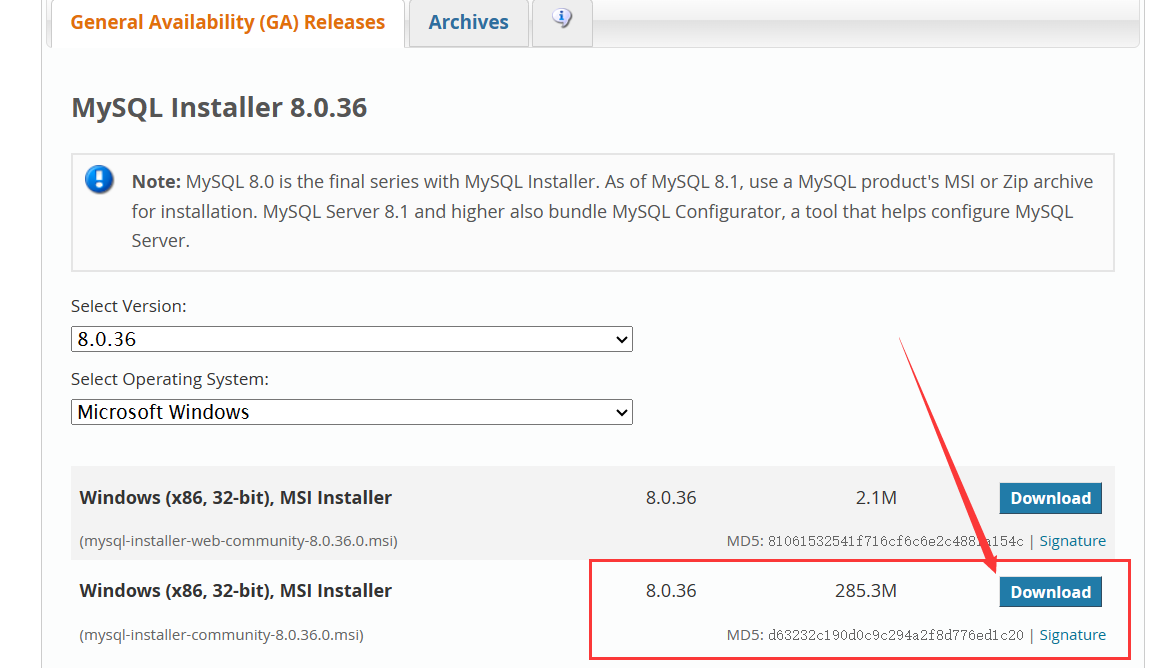 General Availability (GA) Releases
Archives
MySQL Installer 8.0.36
Note: MySQL 8.0 is the final series with MySQL Installer. As of MySQL 8.1, use a MySQL product's MSI or Zip archive
for installation. MySQL Server 8.1 and higher also bundle MySQL Configurator, a tool that helps configure MySQL
Server.
Select Version:
8.0.36
Select Operating System:
Microsoft Windows
Windows (x86, 32-bit), MSI Installer 8.0.36 2.1M Download
(mysql-installer-web-community-8.0.36.0.msi) MD5: | Signature
Windows (x86, 32-bit), MSI Installer 8.0.36 285.3M Download
(mysql-installer-community-8.0.36.0.msi) MD5: d63232c190d0c9c294a2f8d776ed1c20 | Signature